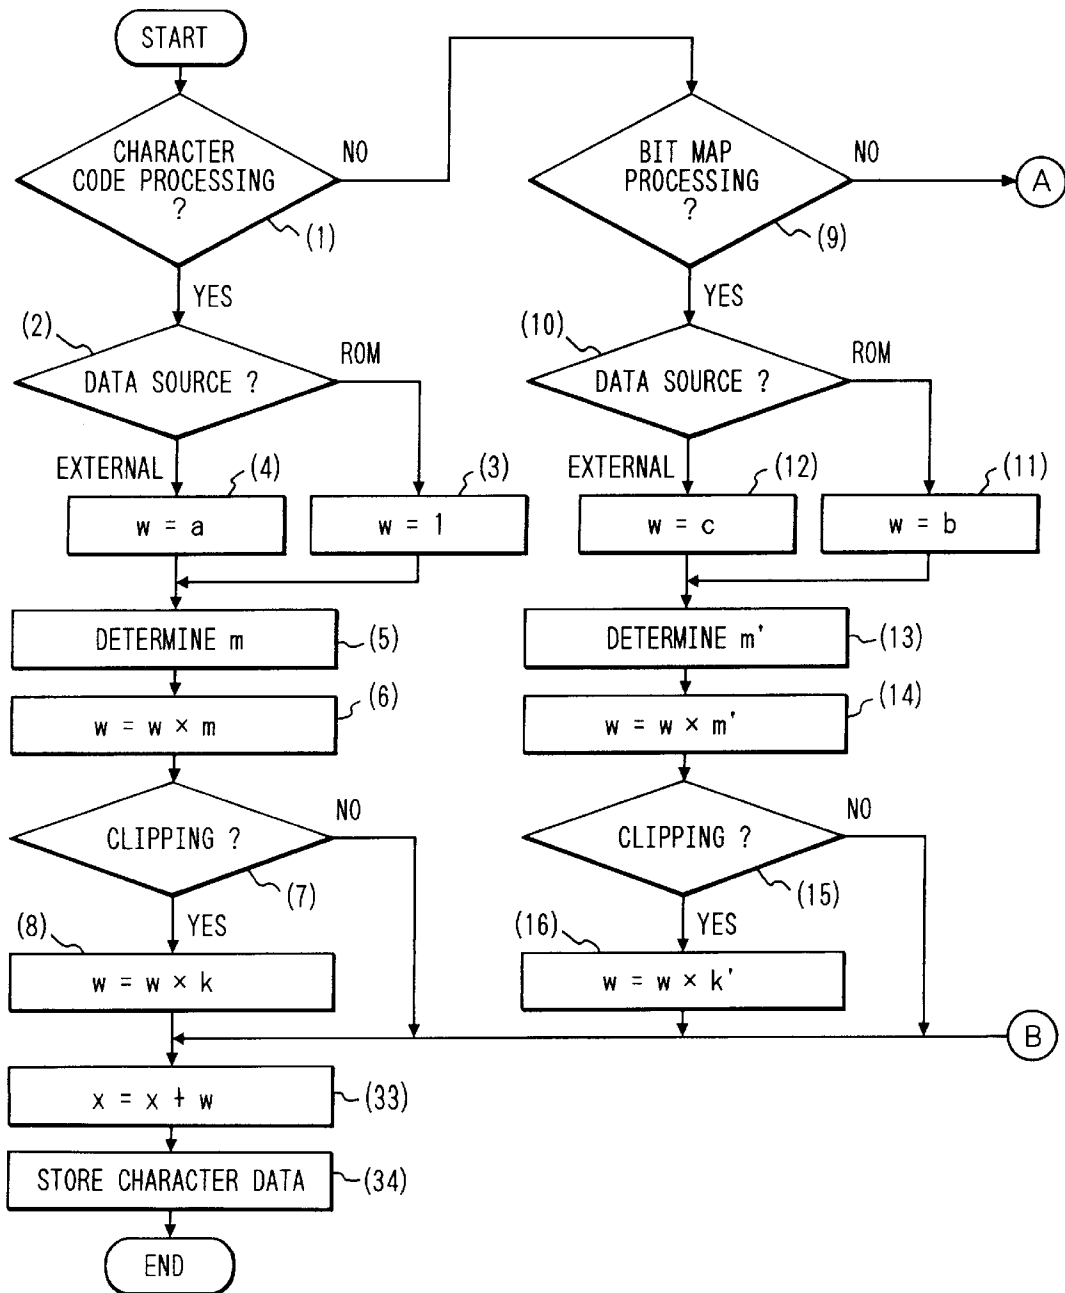 START
CHARACTER
CODE PROCESSING
?
NO
(1)
YES
(2)
DATA SOURCE ?
ROM
EXTERNAL
(4)
(3)
w = a
w = 1
DETERMINE m
(5)
w = w × m
(6)
CLIPPING ?
NO
(7)
YES
(8)
w = w × k
x = x + w
(33)
STORE CHARACTER DATA
(34)
END
BIT MAP
PROCESSING
?
NO
A
(9)
YES
(10)
DATA SOURCE ?
ROM
EXTERNAL
(12)
(11)
w = c
w = b
DETERMINE m'
(13)
w = w × m'
(14)
CLIPPING ?
NO
(15)
YES
(16)
w = w × k'
B